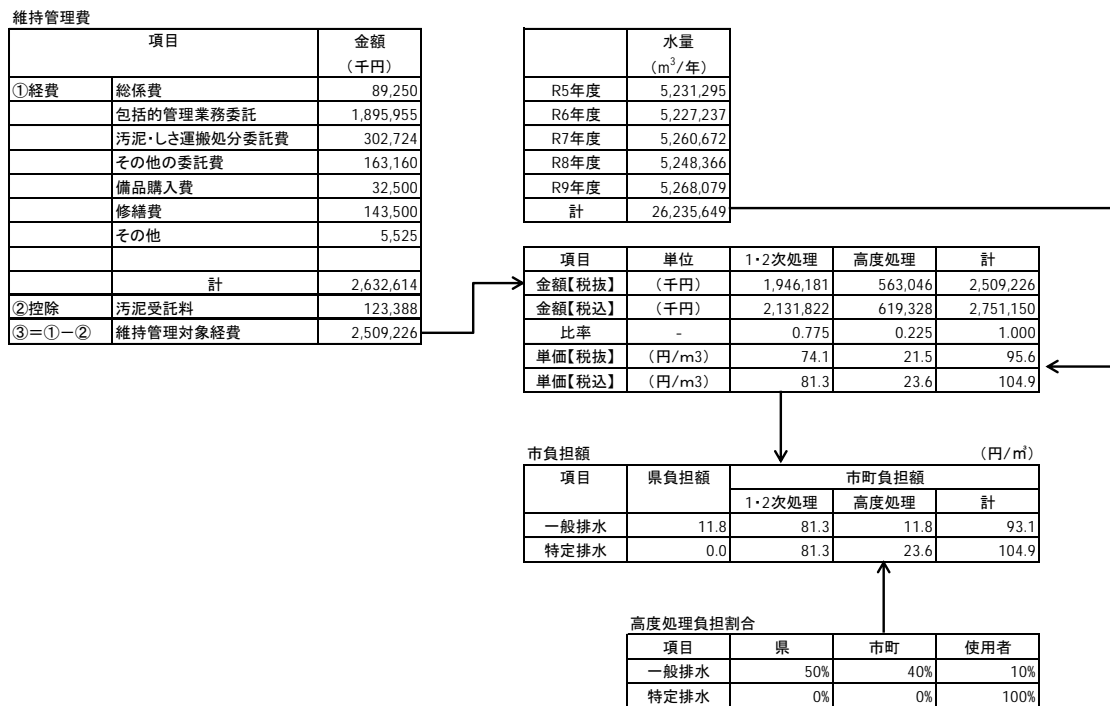 維持管理費
項目 金額
（千円）
①経費 総係費 89,250
包括的管理業務委託 1,895,955
汚泥・しさ運搬処分委託費 302,724
その他の委託費 163,160
備品購入費 32,500
修繕費 143,500
その他 5,525
計 2,632,614
②控除 汚泥受託料 123,388
③＝①－② 維持管理対象経費 2,509,226
水量
（m³/年）
R5年度 5,231,295
R6年度 5,227,237
R7年度 5,260,672
R8年度 5,248,366
R9年度 5,268,079
計 26,235,649
項目 単位 1・2次処理 高度処理 計
金額【税抜】 （千円） 1,946,181 563,046 2,509,226
金額【税込】 （千円） 2,131,822 619,328 2,751,150
比率 - 0.775 0.225 1.000
単価【税抜】 （円/m3） 74.1 21.5 95.6
単価【税込】 （円/m3） 81.3 23.6 104.9
市負担額 （円/㎥）
項目 県負担額 市町負担額
1・2次処理 高度処理 計
一般排水 11.8 81.3 11.8 93.1
特定排水 0.0 81.3 23.6 104.9
高度処理負担割合
項目 県 市町 使用者
一般排水 50% 40% 10%
特定排水 0% 0% 100%